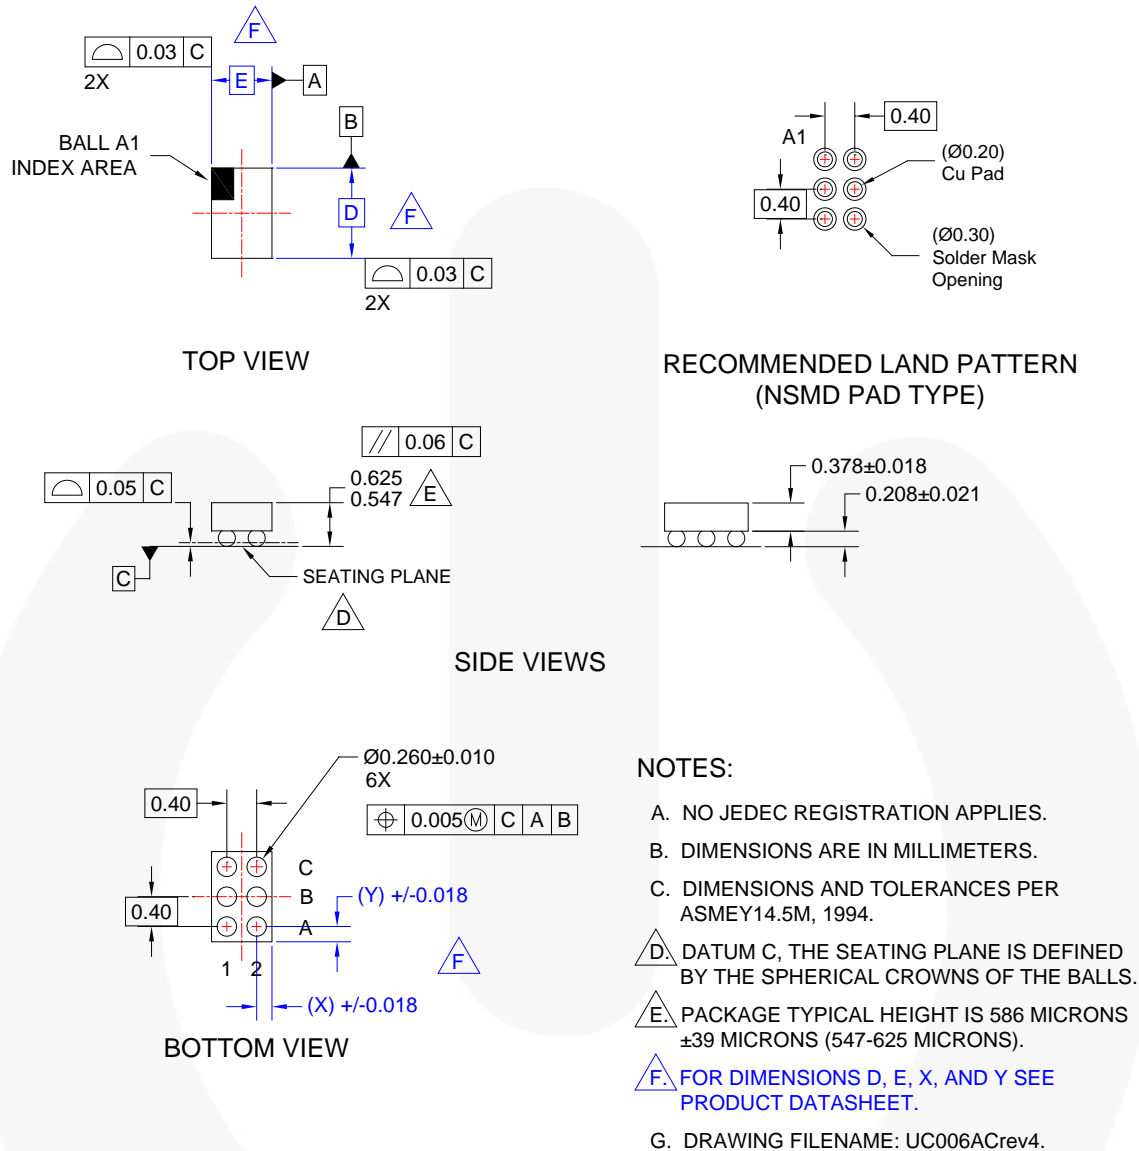 F
0.03 C
2X
E
A
B
BALL A1
INDEX AREA
D
F
0.03 C
2X
TOP VIEW
0.40
A1
(Ø0.20)
Cu Pad
0.40
(Ø0.30)
Solder Mask
Opening
RECOMMENDED LAND PATTERN
(NSMD PAD TYPE)
// 0.06 C
0.05 C
0.625
0.547
E
C
SEATING PLANE
D
0.378±0.018
0.208±0.021
SIDE VIEWS
Ø0.260±0.010
6X
0.40
0.005Ⓜ C A B
C
B
A
0.40
(Y) +/-0.018
F
1 2
(X) +/-0.018
BOTTOM VIEW
NOTES:
A. NO JEDEC REGISTRATION APPLIES.
B. DIMENSIONS ARE IN MILLIMETERS.
C. DIMENSIONS AND TOLERANCES PER
ASMEY14.5M, 1994.
D. DATUM C, THE SEATING PLANE IS DEFINED
BY THE SPHERICAL CROWNS OF THE BALLS.
E. PACKAGE TYPICAL HEIGHT IS 586 MICRONS
±39 MICRONS (547-625 MICRONS).
F. FOR DIMENSIONS D, E, X, AND Y SEE
PRODUCT DATASHEET.
G. DRAWING FILENAME: UC006ACrev4.